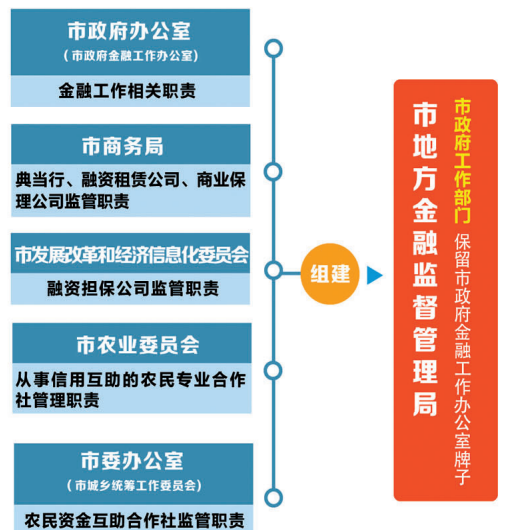 市政府办公室
(市政府金融工作办公室)
金融工作相关职责
市商务局
典当行、融资租赁公司、商业保
理公司监管职责
市发展改革和经济信息化委员会
融资担保公司监管职责
市农业委员会
从事信用互助的农民专业合作
社管理职责
市委办公室
(市城乡统筹工作委员会)
农民资金互助合作社监管职责
组建
市政府工作部门 保留市政府金融工作办公室牌子
市地方金融监督管理局